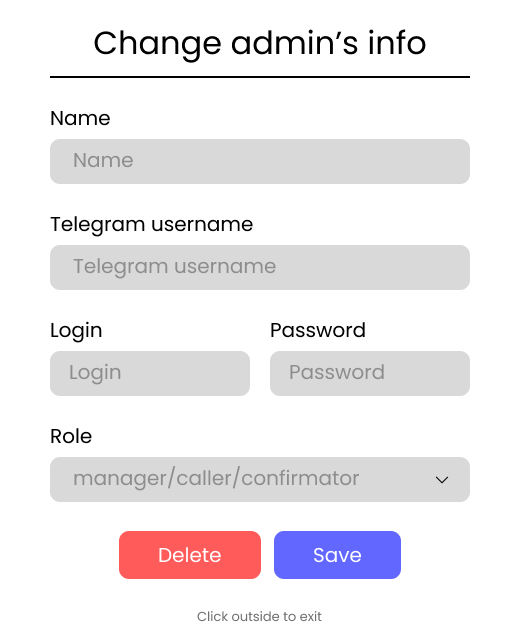 Change admin’s info
Name
Name
Telegram username
Telegram username
Login Password
Login Password
Role
manager/caller/confirmator
Delete Save
Click outside to exit